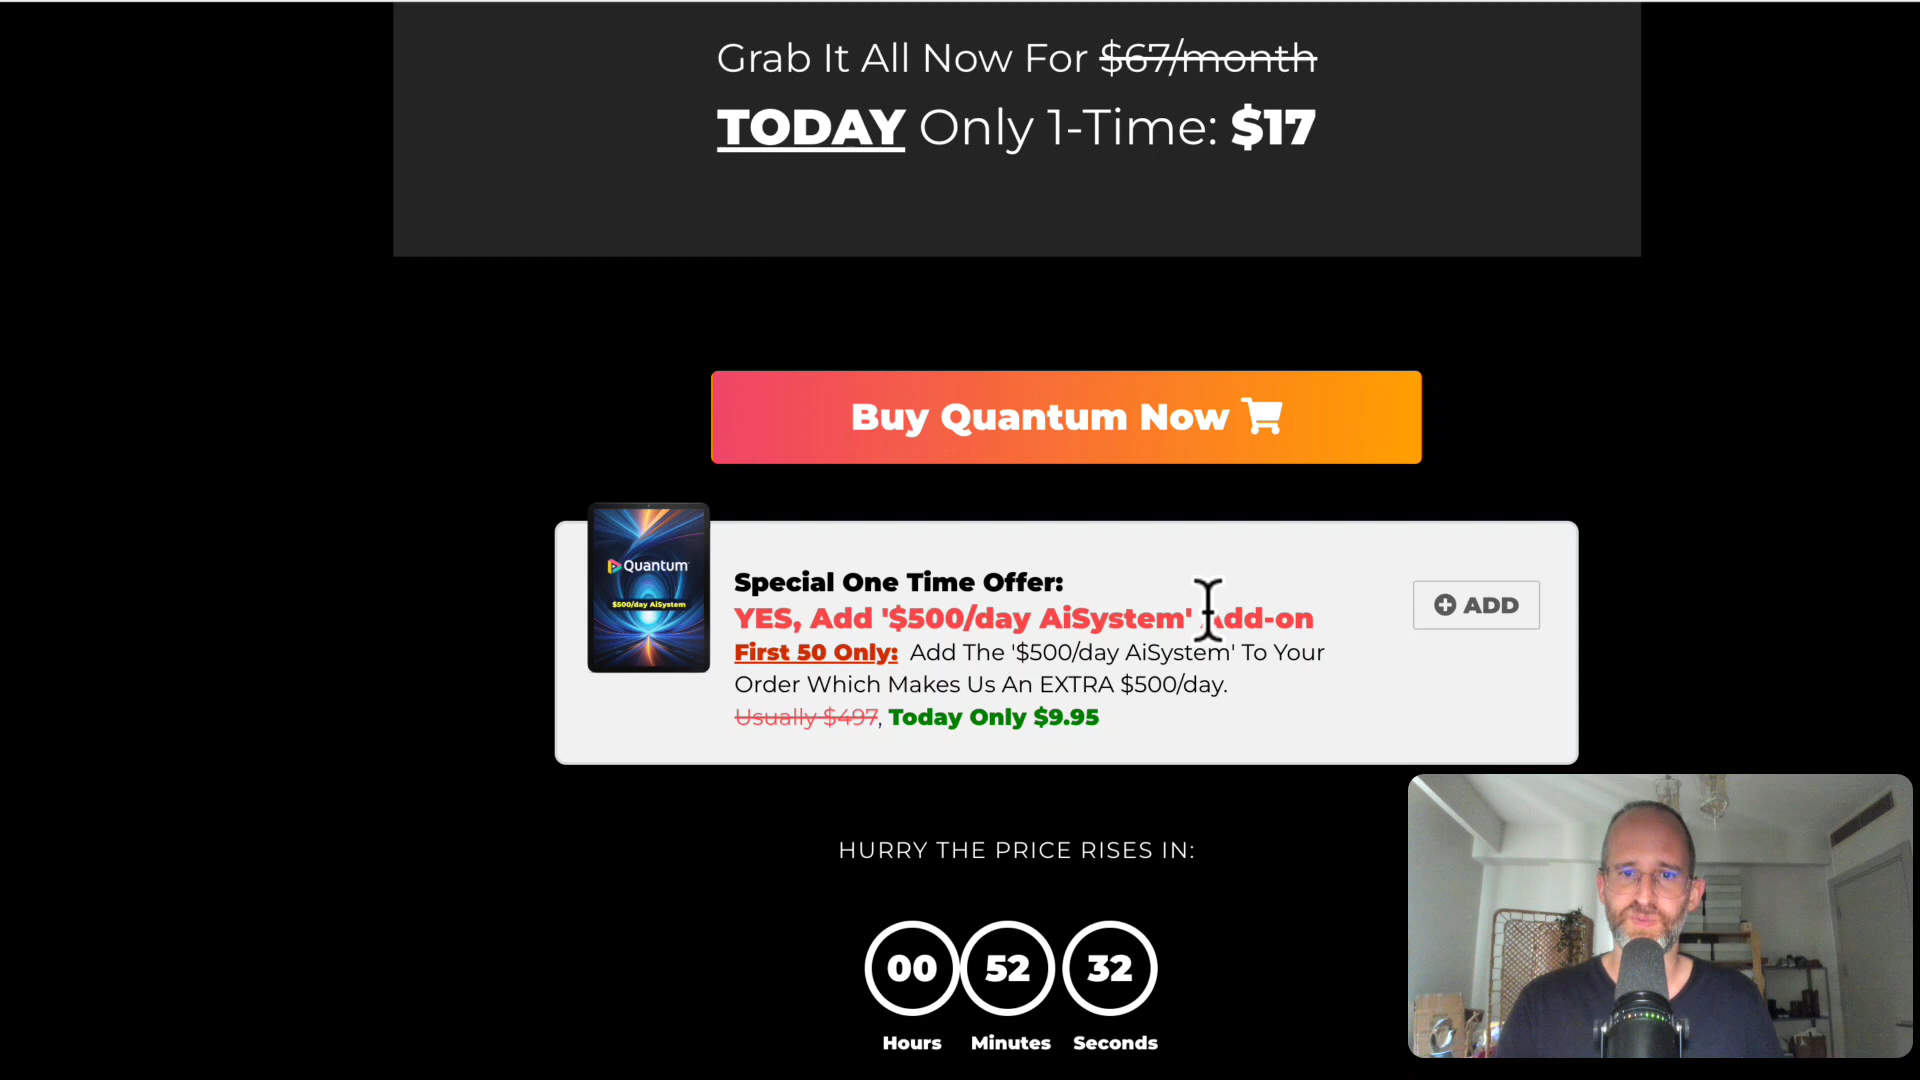 Grab It All Now For $67/month
TODAY Only 1-Time: $17
Buy Quantum Now
Quantum
$500/day AiSystem
Special One Time Offer:
YES, Add '$500/day AiSystem' Add-on
First 50 Only: Add The '$500/day AiSystem' To Your
Order Which Makes Us An EXTRA $500/day.
Usually $497, Today Only $9.95
ADD
HURRY THE PRICE RISES IN:
00 52 32
Hours Minutes Seconds